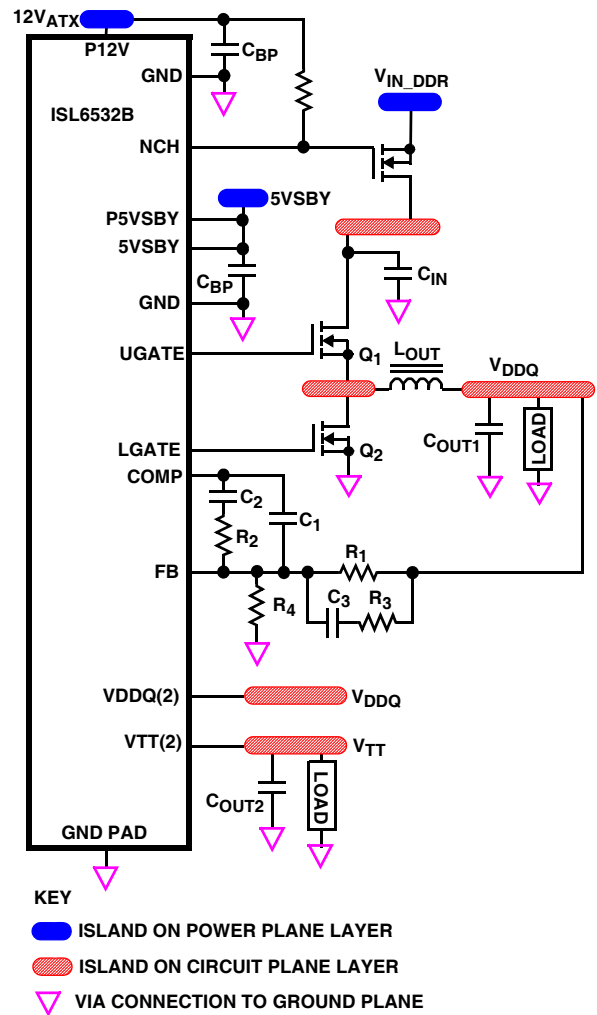 12VATX
P12V
CBP
GND
VIN_DDR
ISL6532B
NCH
5VSBY
P5VSBY
5VSBY
CBP
CIN
GND
UGATE
Q1
LOUT
VDDQ
LGATE
Q2
COUT1
LOAD
COMP
C2
C1
R2
R1
FB
C3
R3
R4
VDDQ(2)
VDDQ
VTT(2)
VTT
COUT2
LOAD
GND PAD
KEY
ISLAND ON POWER PLANE LAYER
ISLAND ON CIRCUIT PLANE LAYER
VIA CONNECTION TO GROUND PLANE